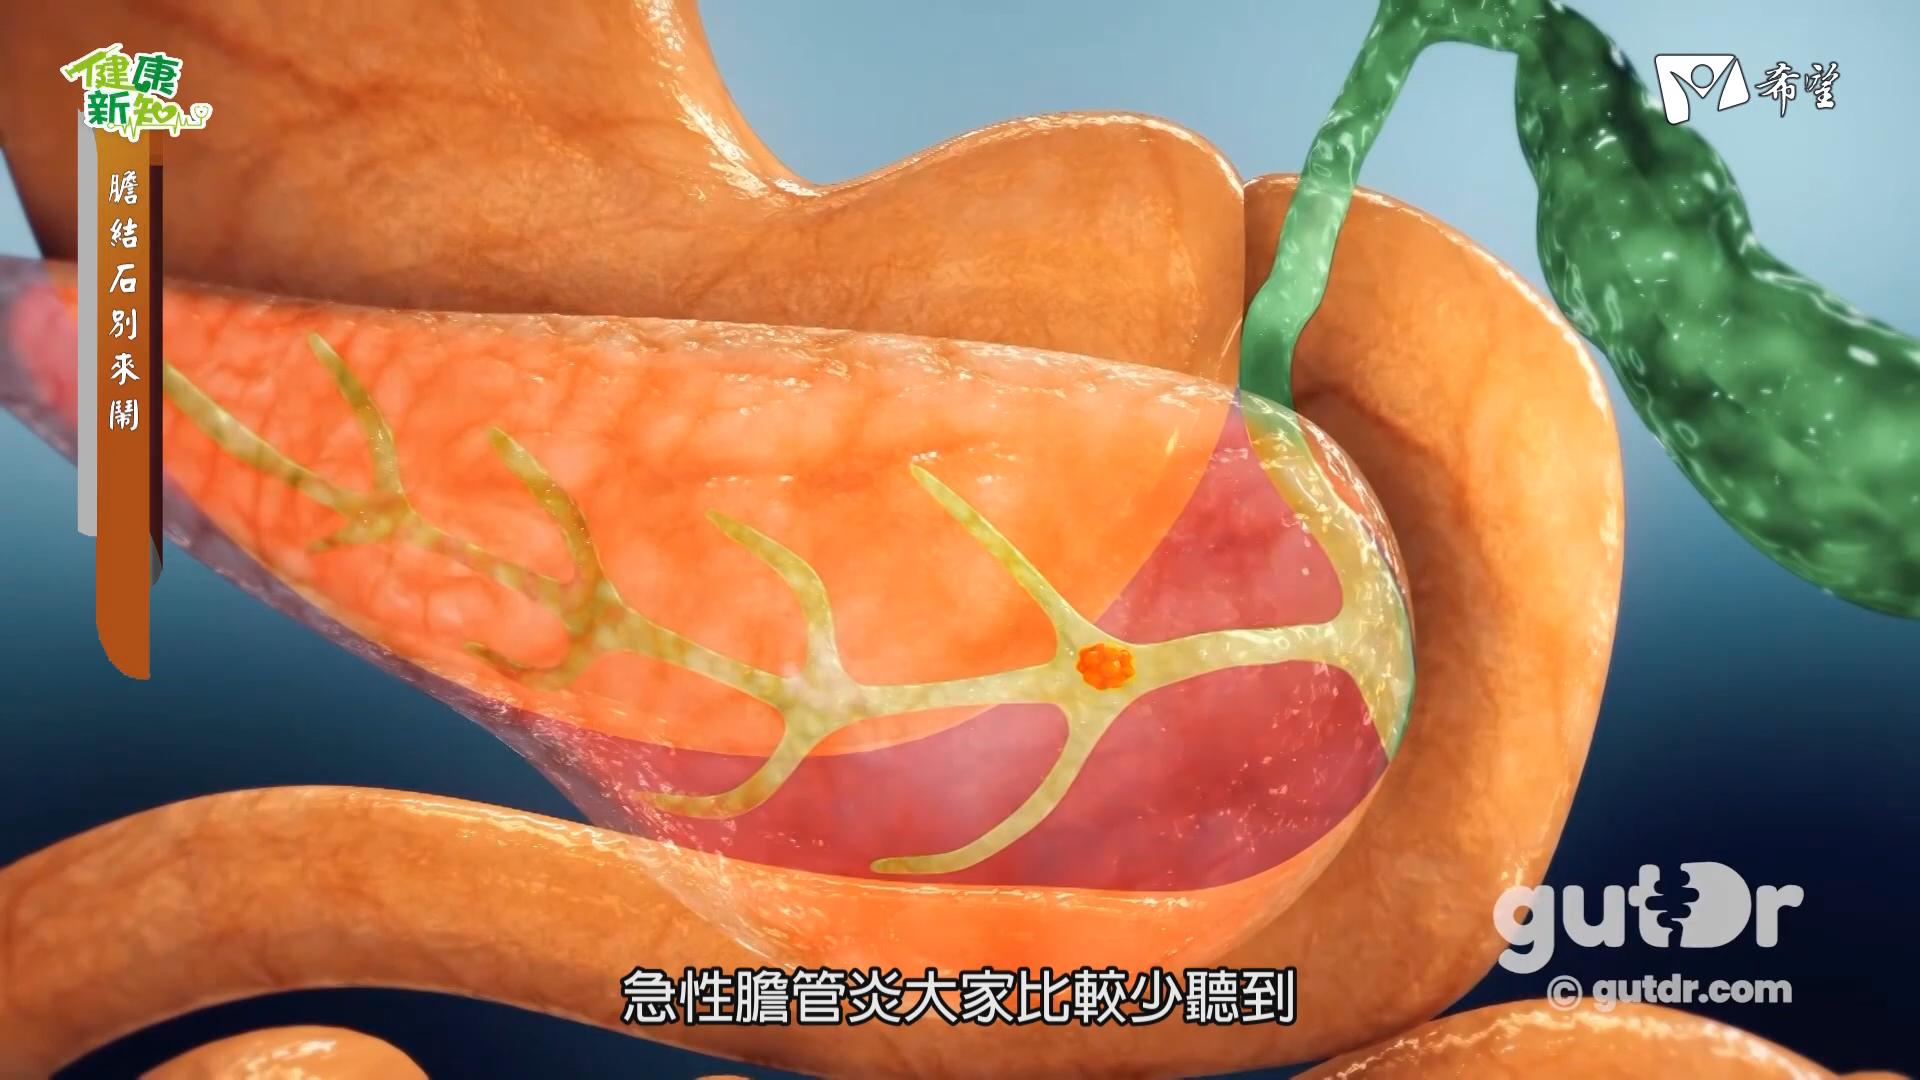 健康
新知
希望
膽結石別來鬧
gutDr
© gutdr.com
急性膽管炎大家比較少聽到